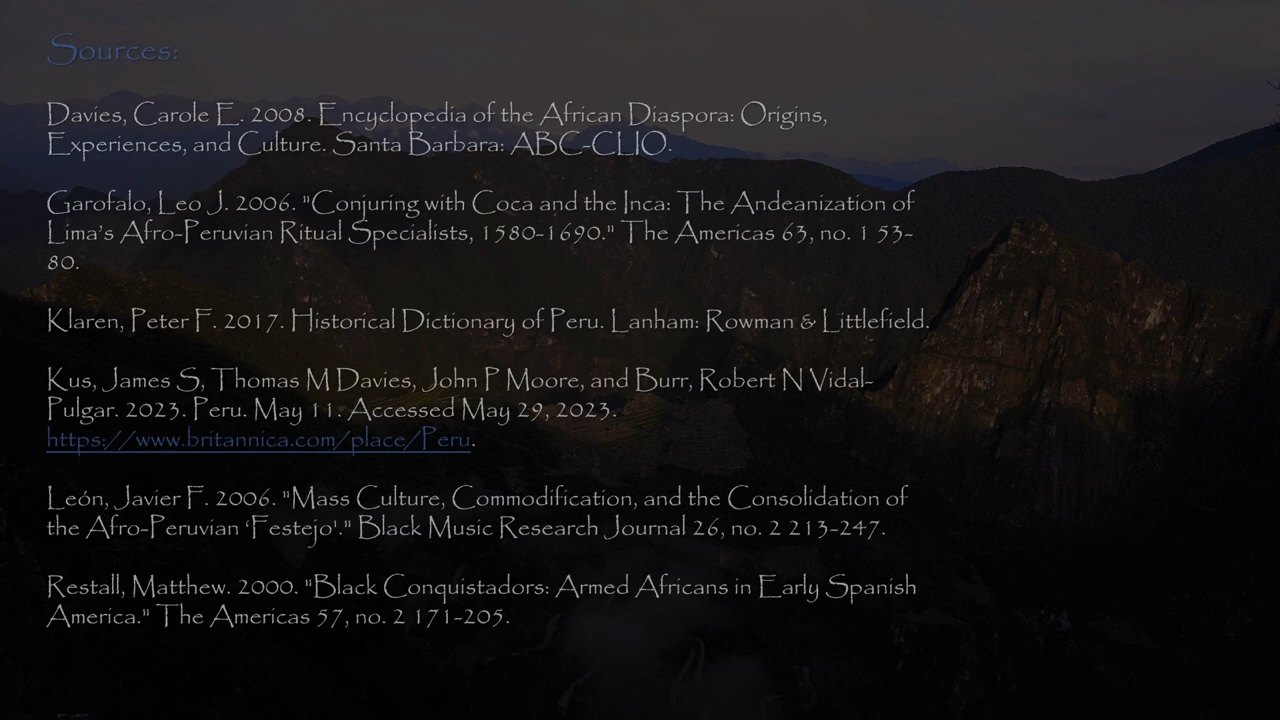 Sources:
Davies, Carole E. 2008. Encyclopedia of the African Diaspora: Origins,
Experiences, and Culture. Santa Barbara: ABC-CLIO.
Garofalo, Leo J. 2006. "Conjuring with Coca and the Inca: The Andeanization of
Lima's Afro-Peruvian Ritual Specialists, 1580-1690." The Americas 63, no. 1 53-
80.
Klaren, Peter F. 2017. Historical Dictionary of Peru. Lanham: Rowman & Littlefield.
Kus, James S, Thomas M Davies, John P Moore, and Burr, Robert N Vidal-
Pulgar. 2023. Peru. May 11. Accessed May 29, 2023.
https://www.britannica.com/place/Peru.
León, Javier F. 2006. "Mass Culture, Commodification, and the Consolidation of
the Afro-Peruvian ‘Festejo'." Black Music Research Journal 26, no. 2 213-247.
Restall, Matthew. 2000. "Black Conquistadors: Armed Africans in Early Spanish
America." The Americas 57, no. 2 171-205.